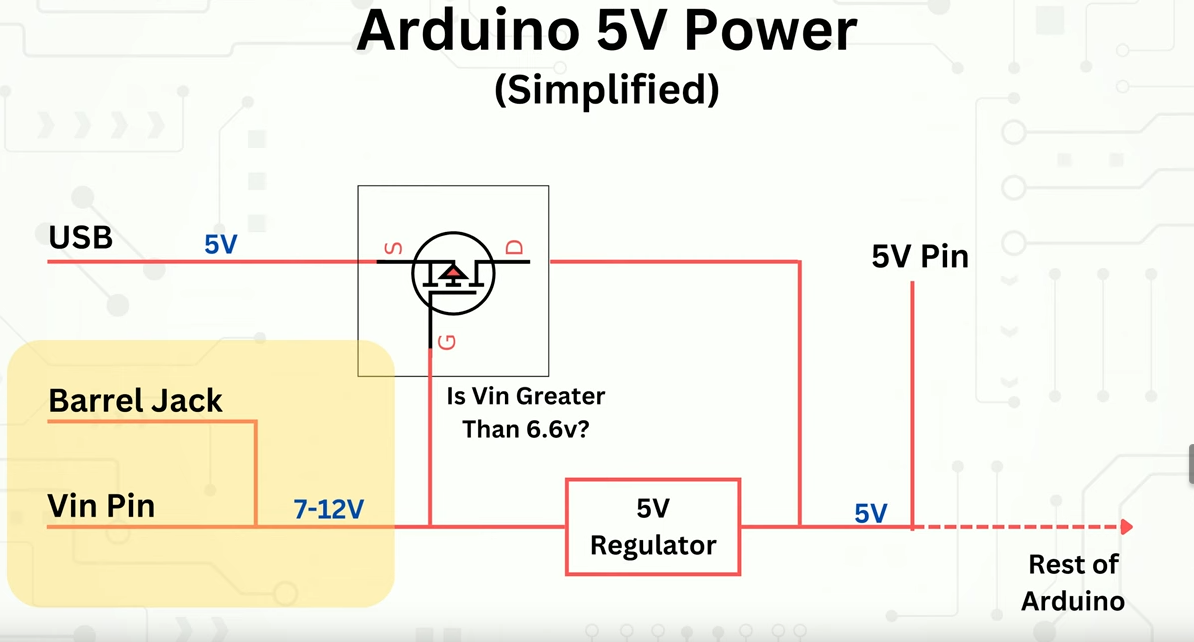 Arduino 5V Power
(Simplified)
USB
5V
S
D
G
5V Pin
Barrel Jack
Is Vin Greater
Than 6.6v?
Vin Pin
7-12V
5V
Regulator
5V
Rest of
Arduino